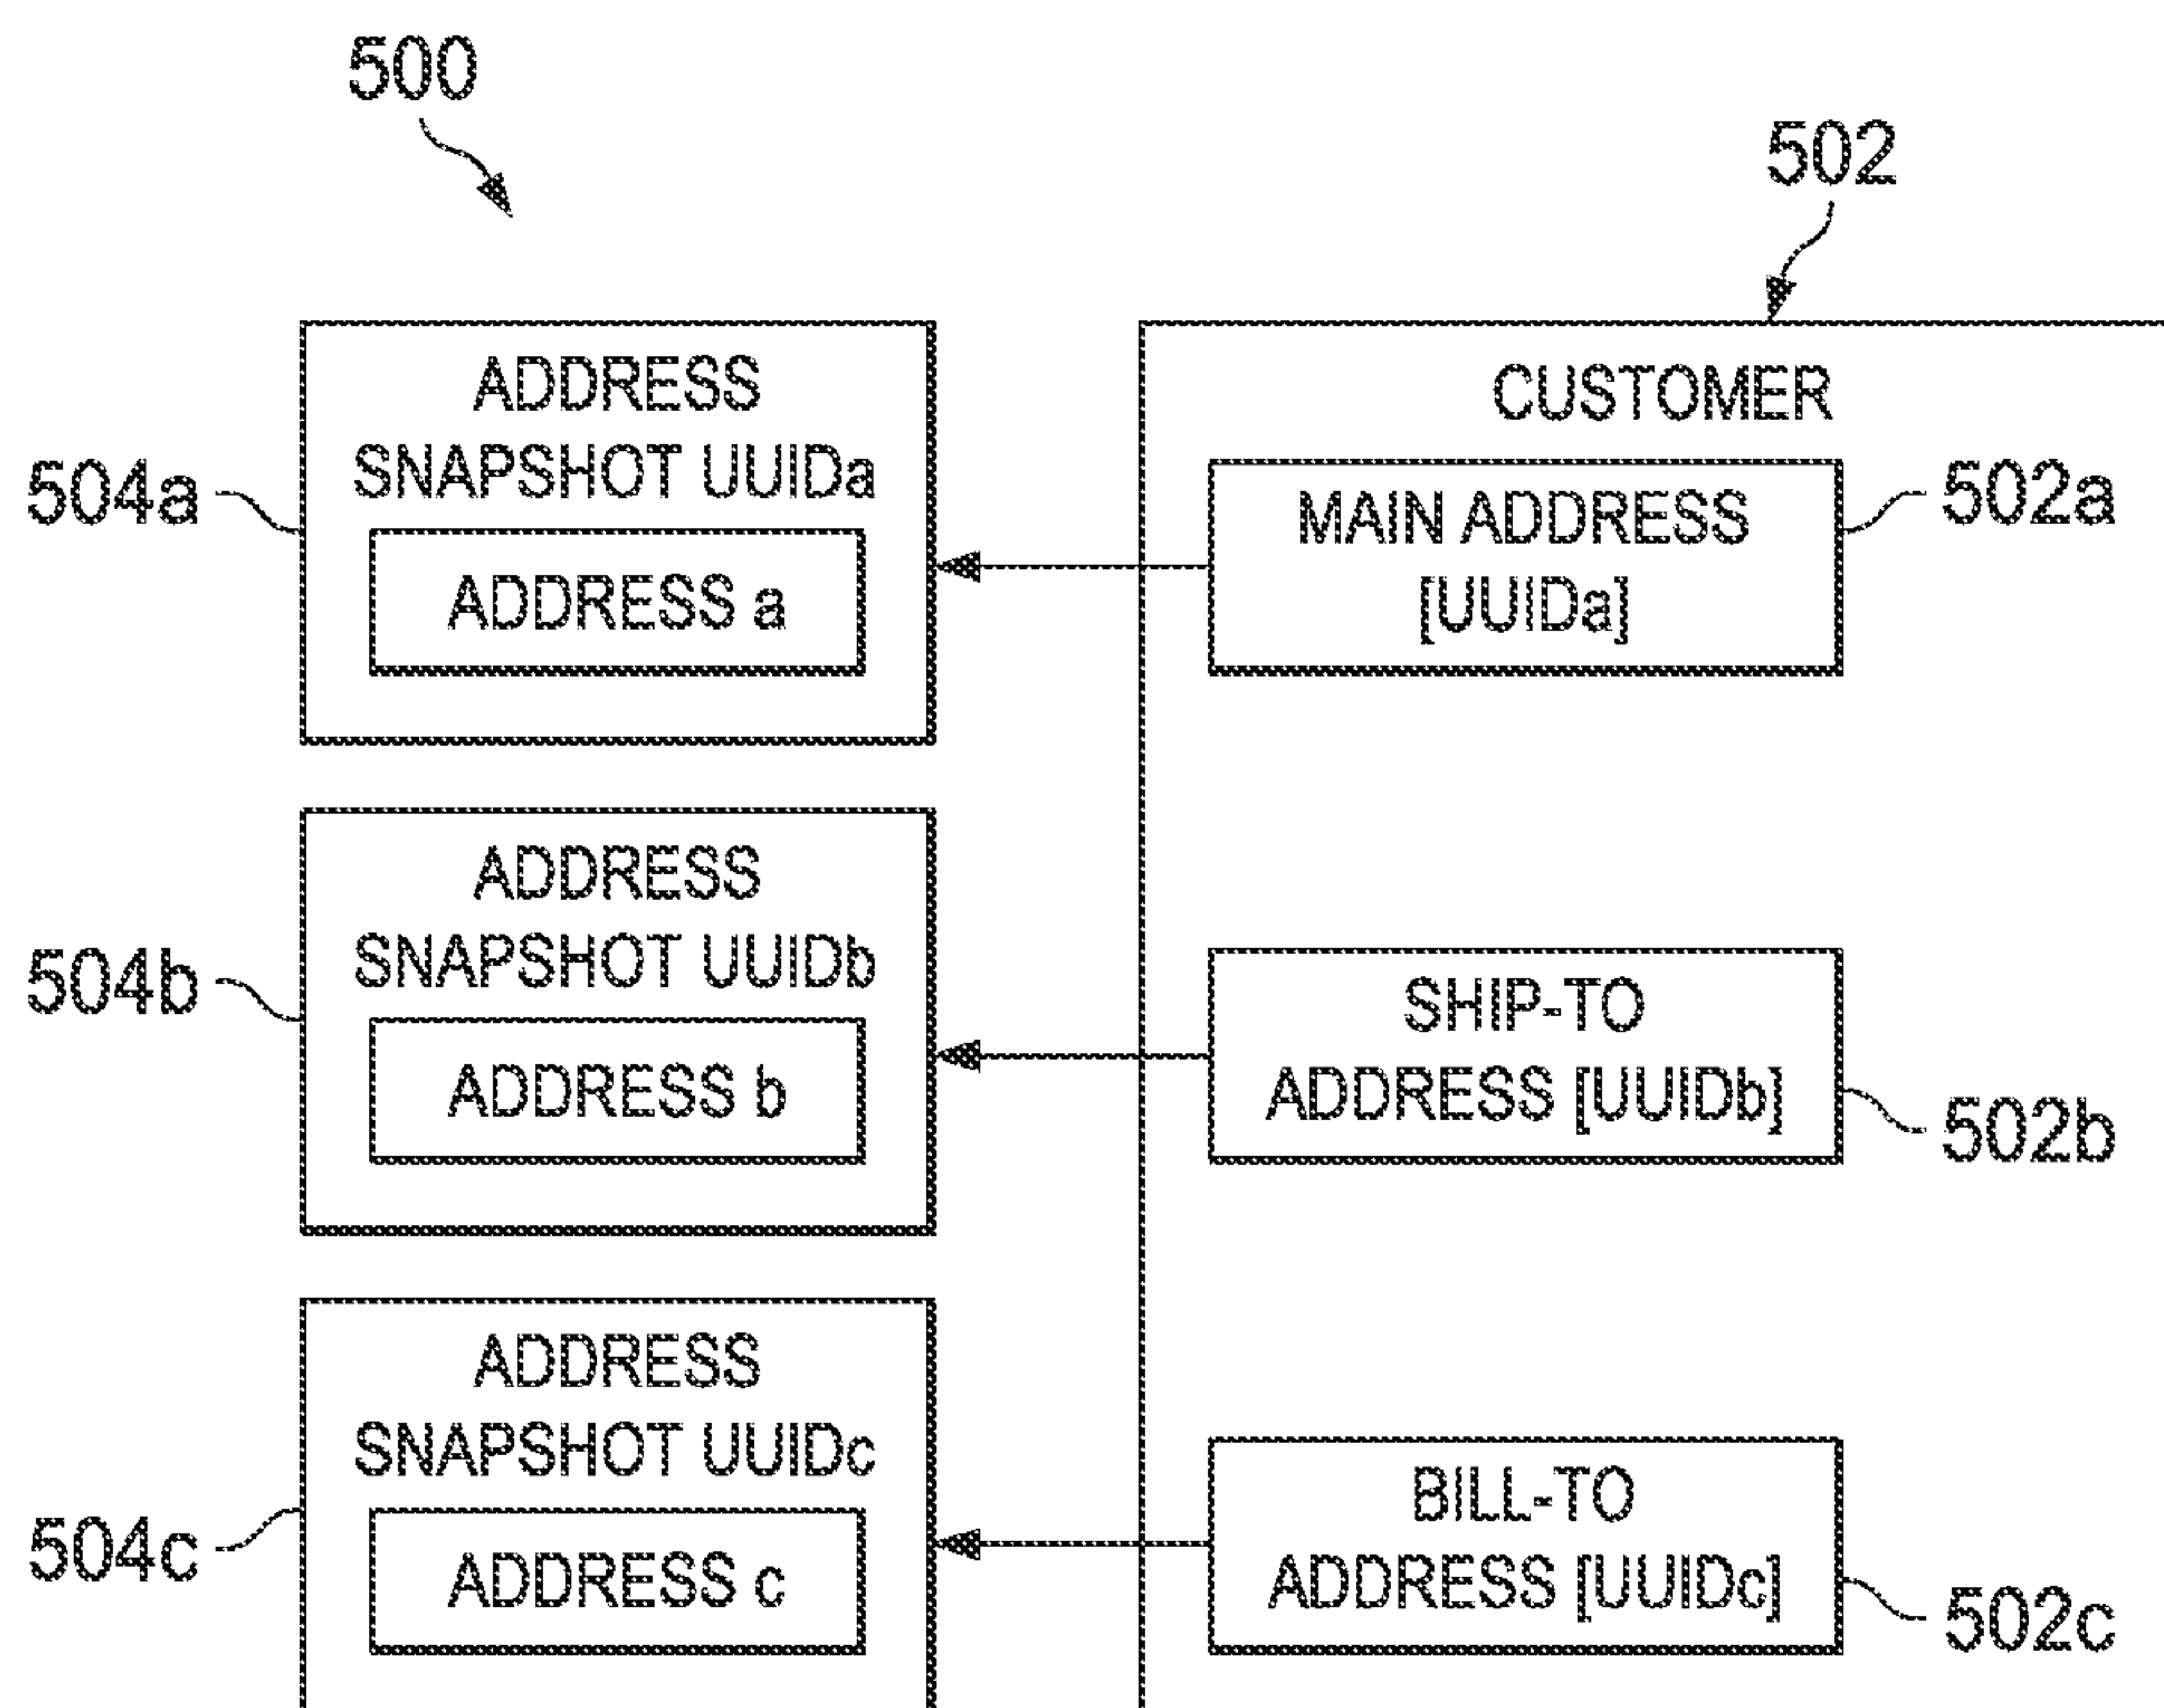 500
502
ADDRESS
SNAPSHOT UUIDa
504a
ADDRESS a
CUSTOMER
MAIN ADDRESS
[UUIDa]
502a
ADDRESS
SNAPSHOT UUIDb
504b
ADDRESS b
SHIP-TO
ADDRESS [UUIDb]
502b
ADDRESS
SNAPSHOT UUIDc
504c
ADDRESS c
BILL-TO
ADDRESS [UUIDc]
502c